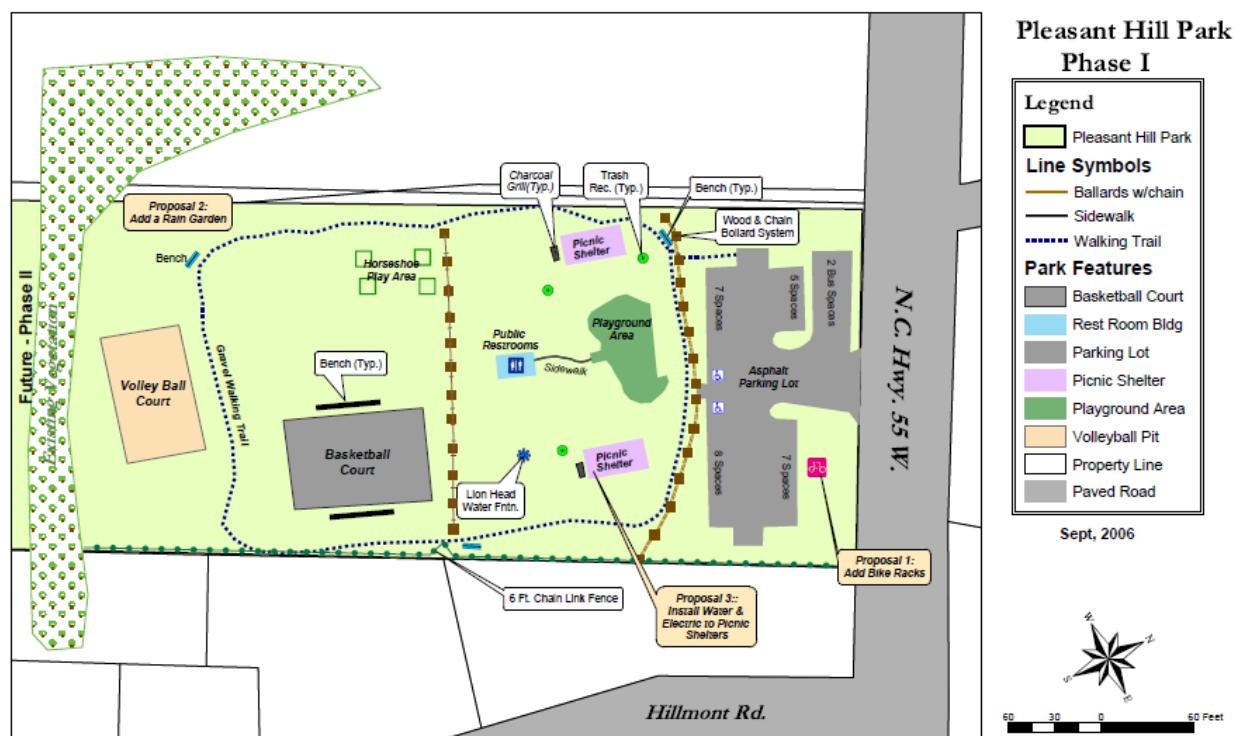 Pleasant Hill Park
Phase I
Legend
Pleasant Hill Park
Line Symbols
Ballards w/chain
Sidewalk
Walking Trail
Park Features
Basketball Court
Rest Room Bldg
Parking Lot
Picnic Shelter
Playground Area
Volleyball Pit
Property Line
Paved Road
Sept, 2006
W
N
S
E
60 30 0 60 Feet
Charcoal
Grill(Typ.)
Trash
Rec. (Typ.)
Bench (Typ.)
Wood & Chain
Bollard System
Proposal 2:
Add a Rain Garden
Bench
Horseshoe
Play Area
Picnic
Shelter
7 Spaces
5 Spaces
2 Bus Spaces
Future - Phase II
Existing Vegetation
Gravel Walking Trail
Volley Ball
Court
Bench (Typ.)
Public
Restrooms
Sidewalk
Playground
Area
Asphalt
Parking Lot
N.C. Hwy. 55 W.
Basketball
Court
Lion Head
Water Fntn.
Picnic
Shelter
8 Spaces
7 Spaces
Proposal 1:
Add Bike Racks
6 Ft. Chain Link Fence
Proposal 3::
Install Water &
Electric to Picnic
Shelters
Hillmont Rd.